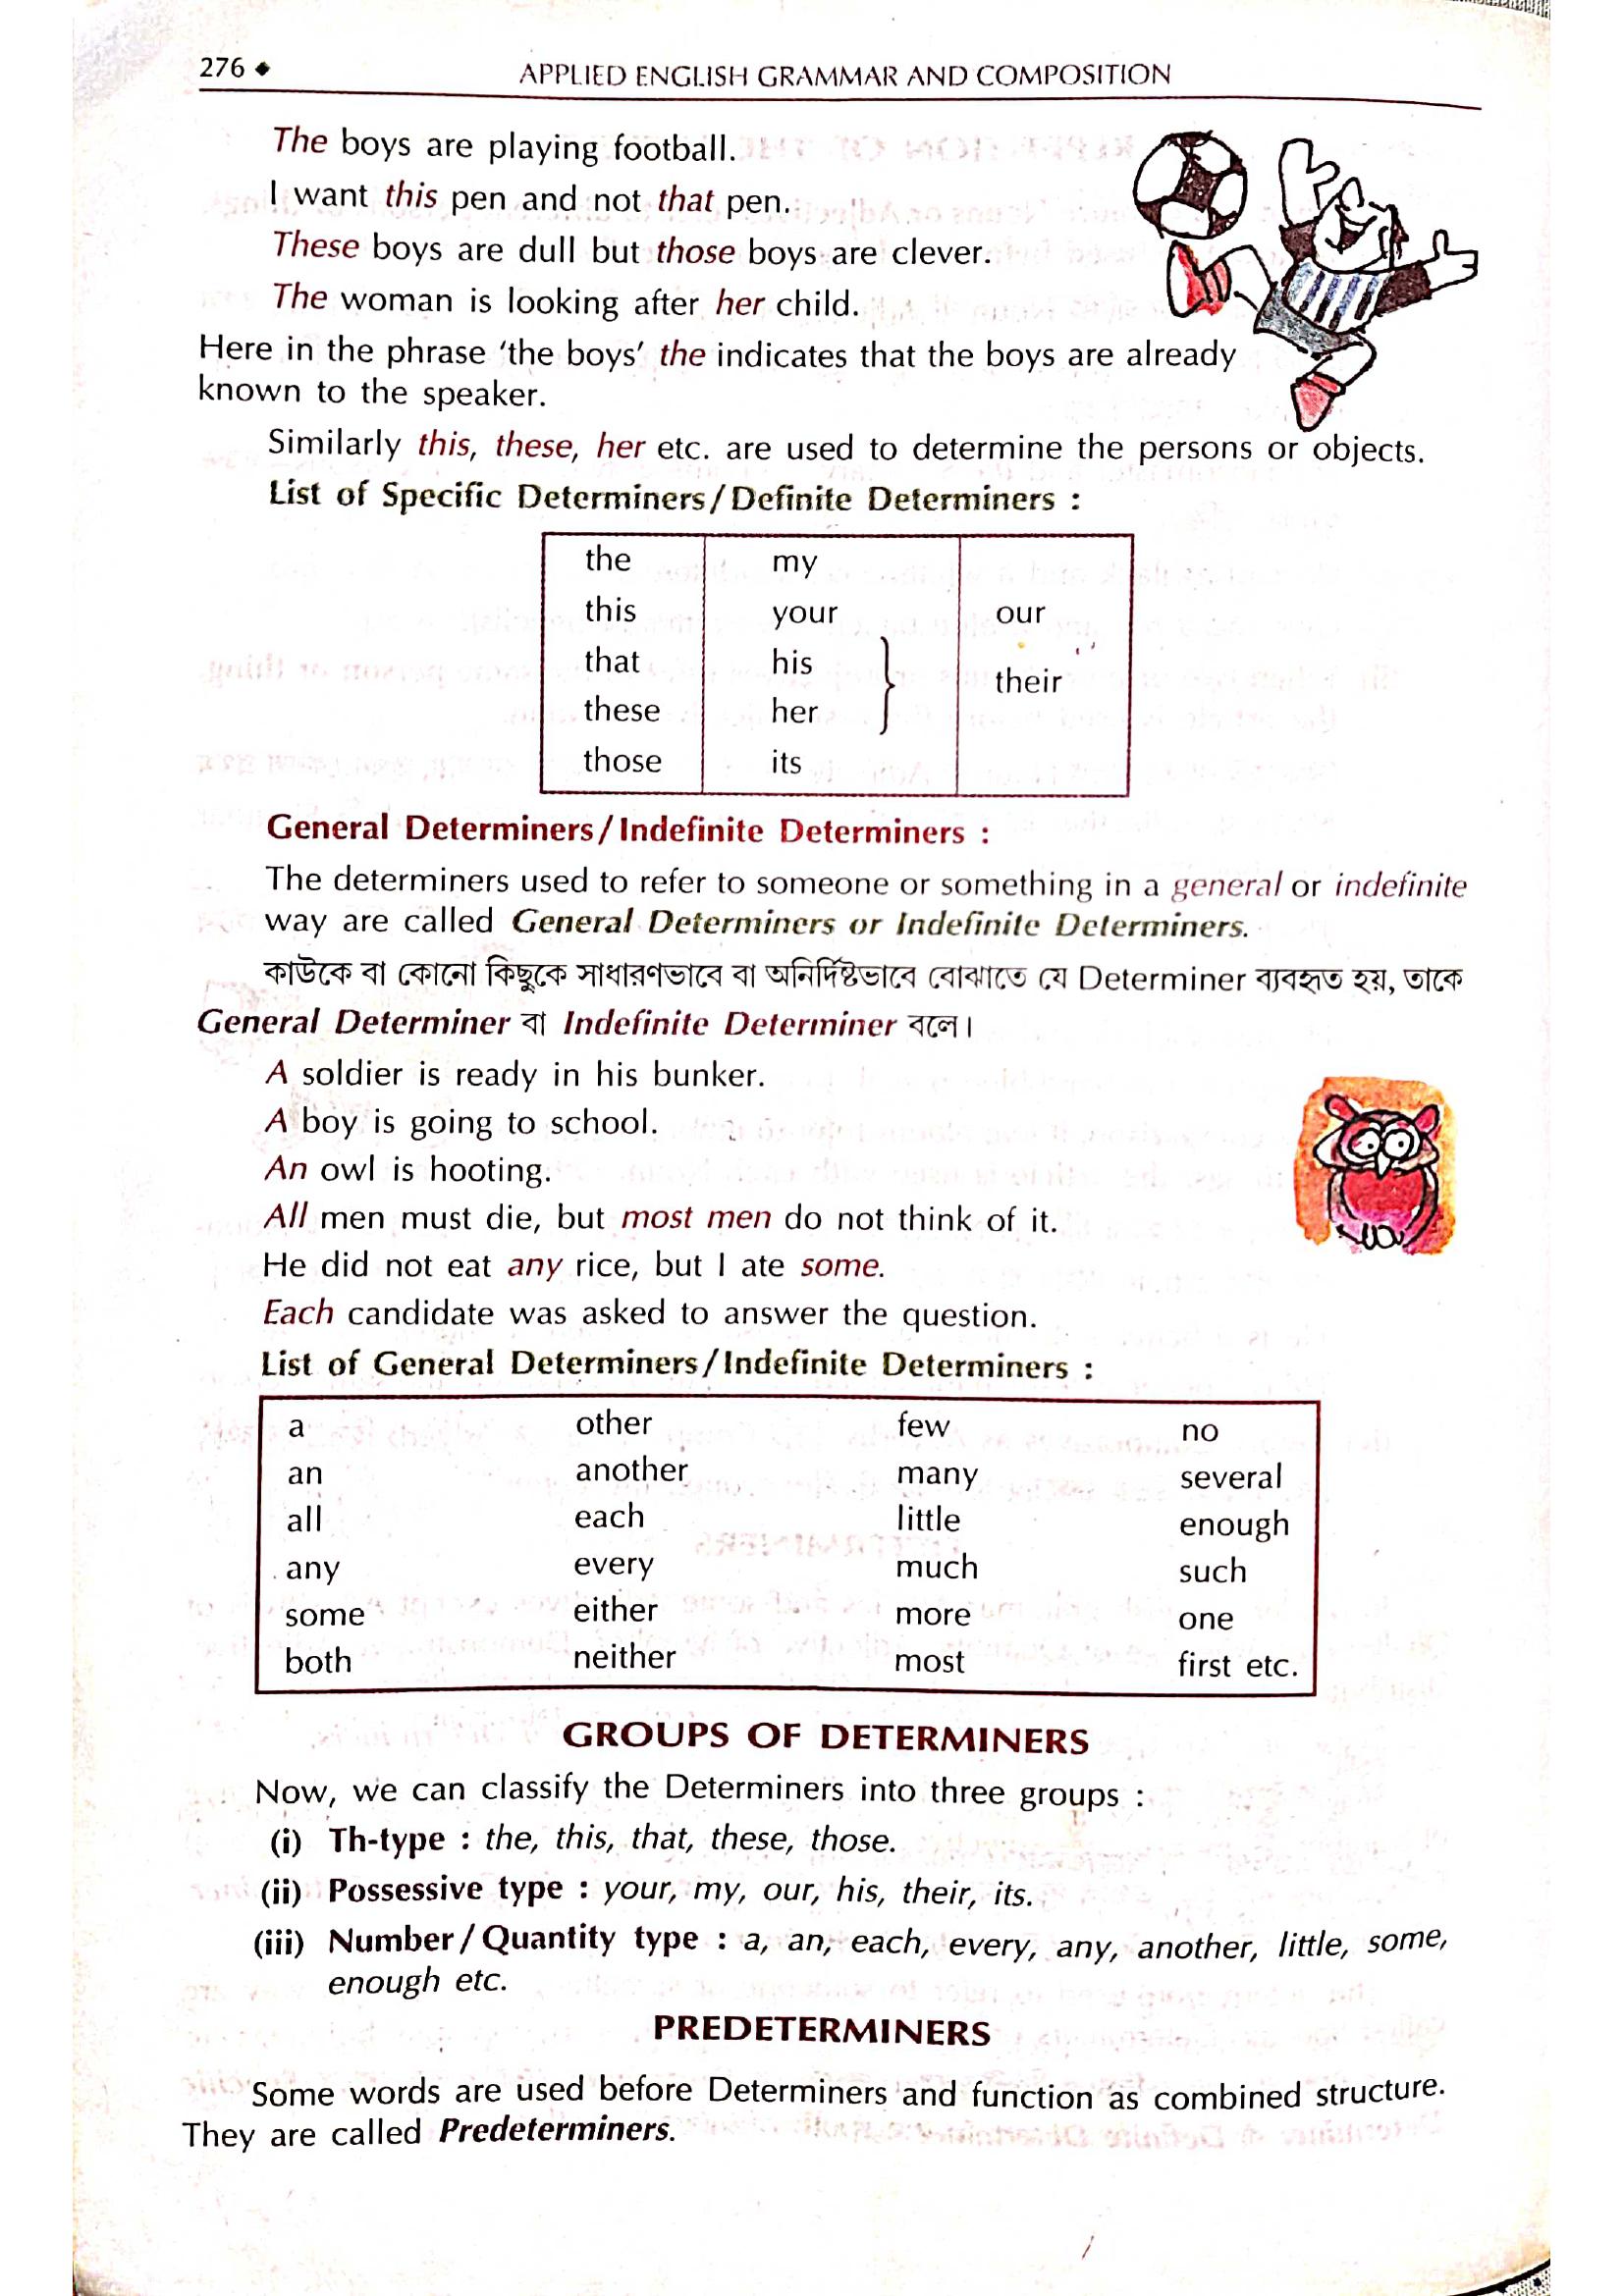 276 ◆ APPLIED ENGLISH GRAMMAR AND COMPOSITION
The boys are playing football.
I want this pen and not that pen.
These boys are dull but those boys are clever.
The woman is looking after her child.
Here in the phrase ‘the boys’ the indicates that the boys are already
known to the speaker.
Similarly this, these, her etc. are used to determine the persons or objects.
List of Specific Determiners/Definite Determiners :
the my
this your our
that his
their
these her
those its
General Determiners/Indefinite Determiners :
The determiners used to refer to someone or something in a general or indefinite
way are called General Determiners or Indefinite Determiners.
কাউকে বা কোনো কিছুকে সাধারণভাবে বা অনির্দিষ্টভাবে বোঝাতে যে Determiner ব্যবহৃত হয়, তাকে
General Determiner বা Indefinite Determiner বলে।
A soldier is ready in his bunker.
A boy is going to school.
An owl is hooting.
All men must die, but most men do not think of it.
He did not eat any rice, but I ate some.
Each candidate was asked to answer the question.
List of General Determiners/Indefinite Determiners :
a other few no
an another many several
all each little enough
any every much such
some either more one
both neither most first etc.
GROUPS OF DETERMINERS
Now, we can classify the Determiners into three groups :
(i) Th-type : the, this, that, these, those.
(ii) Possessive type : your, my, our, his, their, its.
(iii) Number/Quantity type : a, an, each, every, any, another, little, some,
enough etc.
PREDETERMINERS
Some words are used before Determiners and function as combined structure.
They are called Predeterminers.